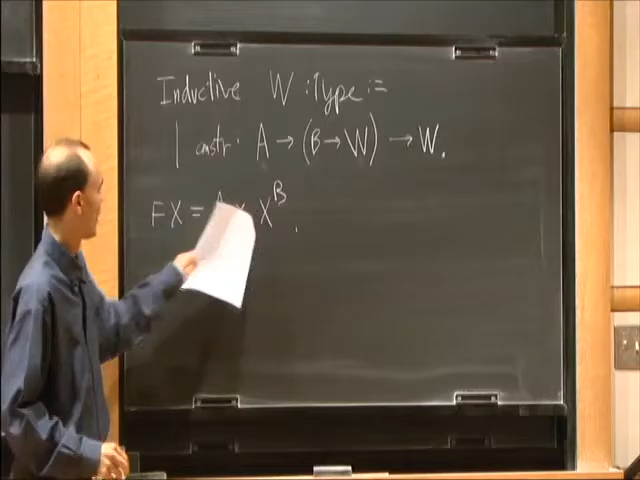 Inductive W : Type :=
| constr : A → (B → W) → W.
FX = A × X^B .